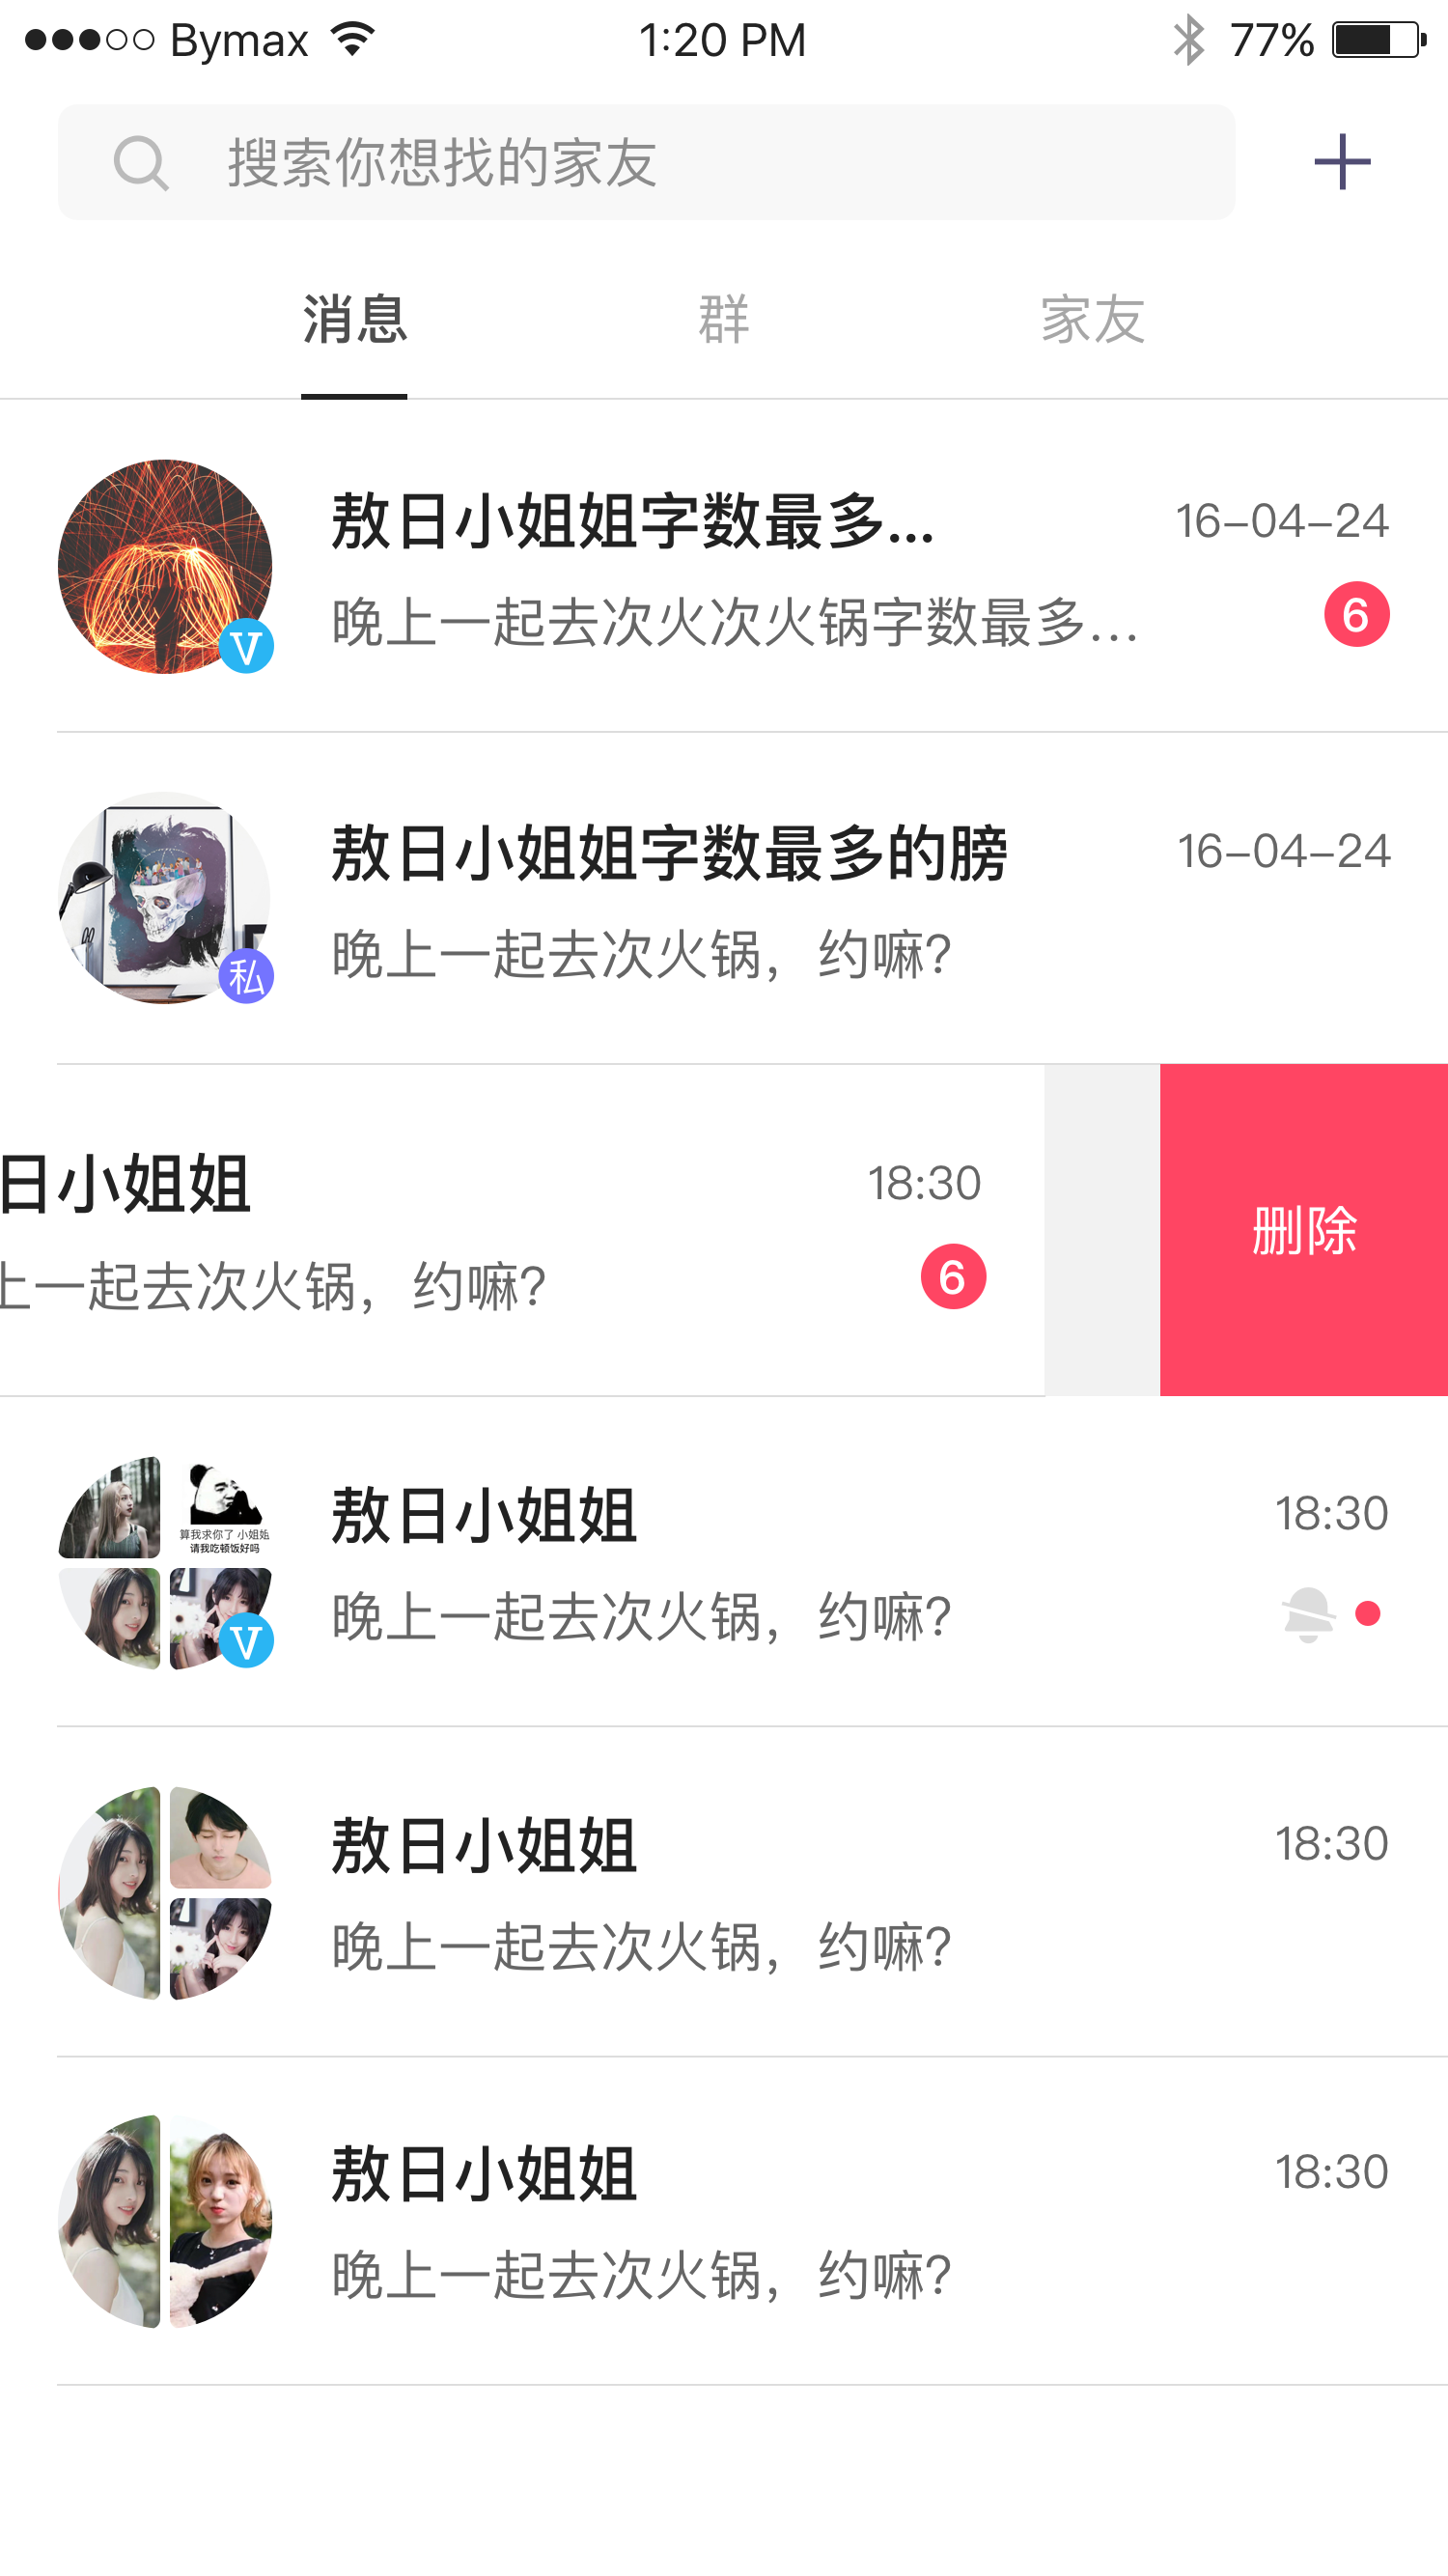 Bymax
1:20 PM
77%
搜索你想找的家友
消息
群
家友
敖日小姐姐字数最多...
16-04-24
晚上一起去次火次火锅字数最多...
6
V
敖日小姐姐字数最多的膀
16-04-24
晚上一起去次火锅，约嘛?
私
日小姐姐
18:30
上一起去次火锅，约嘛?
6
删除
敖日小姐姐
18:30
算我求你了 小姐姐
请我吃顿饭好吗
晚上一起去次火锅，约嘛?
V
敖日小姐姐
18:30
晚上一起去次火锅，约嘛?
敖日小姐姐
18:30
晚上一起去次火锅，约嘛?